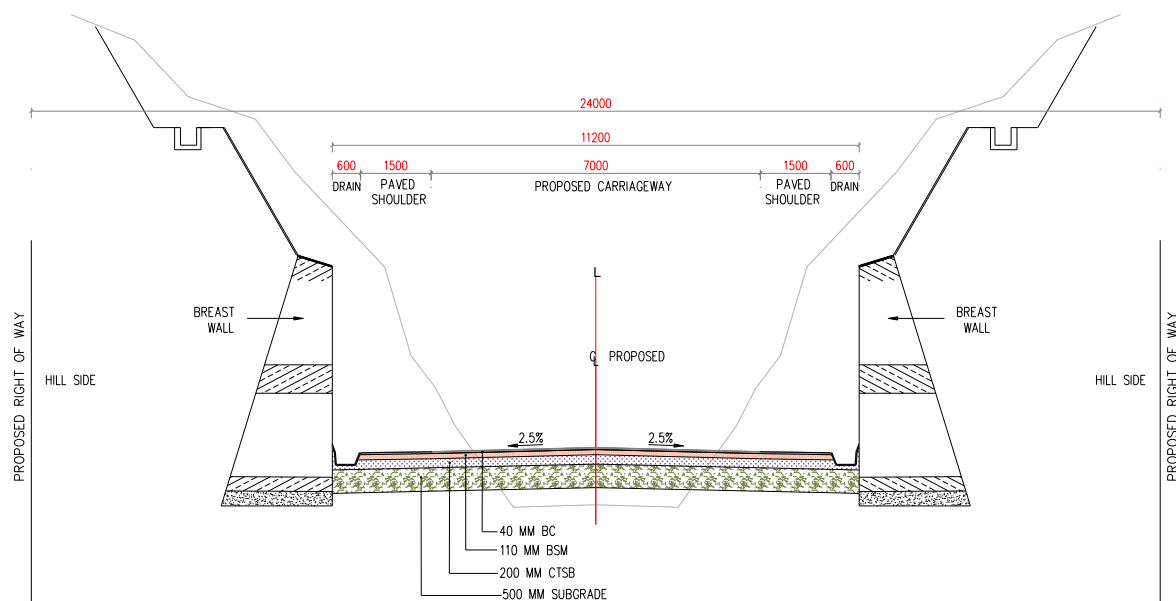 24000
11200
600
1500
7000
1500
600
DRAIN
PAVED
SHOULDER
PROPOSED CARRIAGEWAY
PAVED
SHOULDER
DRAIN
L
BREAST
WALL
BREAST
WALL
℄ PROPOSED
HILL SIDE
HILL SIDE
PROPOSED RIGHT OF WAY
PROPOSED RIGHT OF WAY
2.5%
2.5%
40 MM BC
110 MM BSM
200 MM CTSB
500 MM SUBGRADE